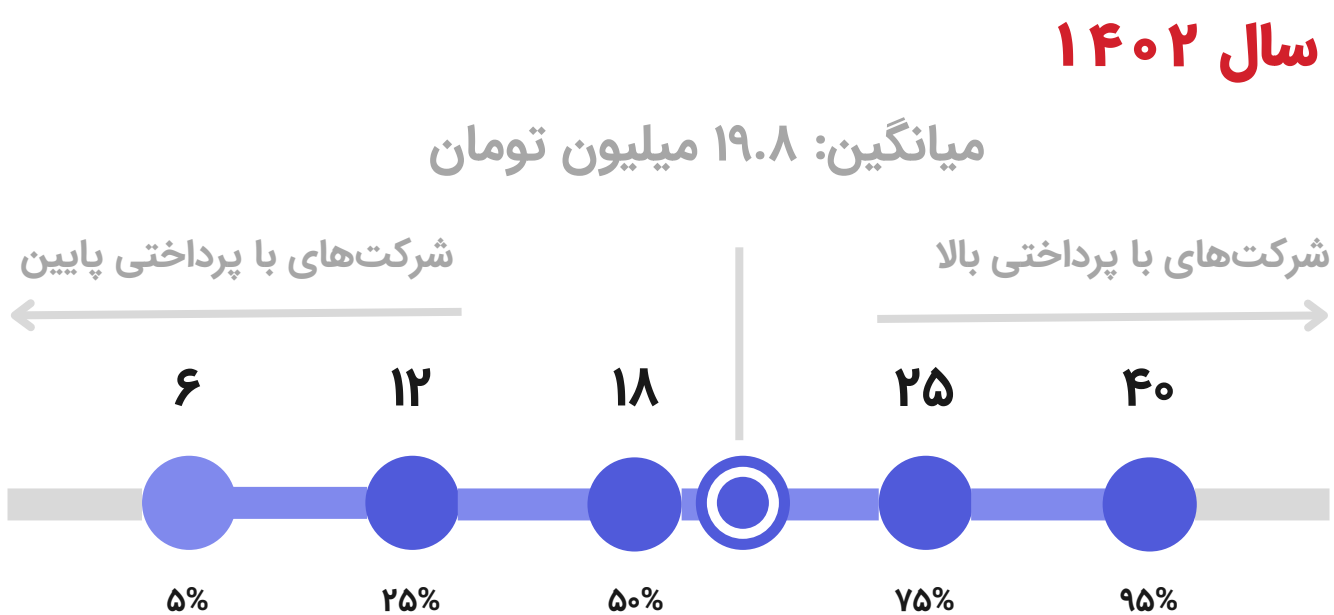 سال ۱۴۰۲
میانگین: ۱۹.۸ میلیون تومان
شرکت‌های با پرداختی پایین
شرکت‌های با پرداختی بالا
۶ ۱۲ ۱۸ ۲۵ ۴۰
۵% ۲۵% ۵۰% ۷۵% ۹۵%